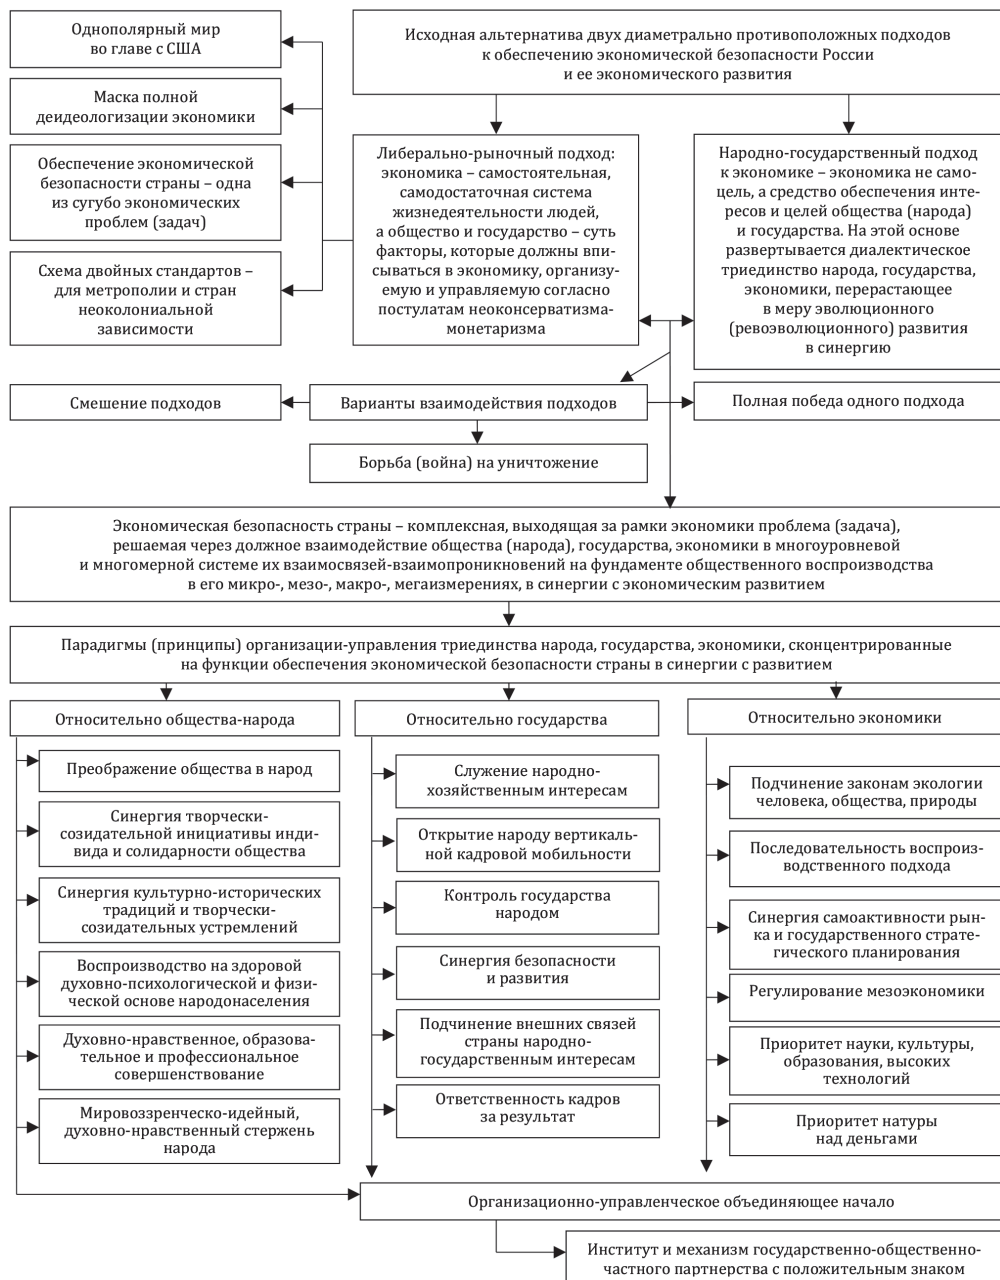 Однополярный мир
во главе с США
Маска полной
деидеологизации экономики
Обеспечение экономической
безопасности страны – одна
из сугубо экономических
проблем (задач)
Схема двойных стандартов –
для метрополии и стран
неоколониальной
зависимости
Исходная альтернатива двух диаметрально противоположных подходов
к обеспечению экономической безопасности России
и ее экономического развития
Либерально-рыночный подход:
экономика – самостоятельная,
самодостаточная система
жизнедеятельности людей,
а общество и государство – суть
факторы, которые должны впи-
сываться в экономику, организу-
емую и управляемую согласно
постулатам неоконсерватизма-
монетаризма
Народно-государственный подход
к экономике – экономика не само-
цель, а средство обеспечения инте-
ресов и целей общества (народа)
и государства. На этой основе
развертывается диалектическое
триединство народа, государства,
экономики, перерастающее
в меру эволюционного
(ревоэволюционного) развития
в синергию
Смешение подходов
Варианты взаимодействия подходов
Полная победа одного подхода
Борьба (война) на уничтожение
Экономическая безопасность страны – комплексная, выходящая за рамки экономики проблема (задача),
решаемая через должное взаимодействие общества (народа), государства, экономики в многоуровневой
и многомерной системе их взаимосвязей-взаимопроникновений на фундаменте общественного воспроизводства
в его микро-, мезо-, макро-, мегаизмерениях, в синергии с экономическим развитием
Парадигмы (принципы) организации-управления триединства народа, государства, экономики, сконцентрированные
на функции обеспечения экономической безопасности страны в синергии с развитием
Относительно общества-народа
Преображение общества в народ
Синергия творчески-
созидательной инициативы инди-
вида и солидарности общества
Синергия культурно-исторических
традиций и творчески-
созидательных устремлений
Воспроизводство на здоровой
духовно-психологической и физи-
ческой основе народонаселения
Духовно-нравственное, образова-
тельное и профессиональное
совершенствование
Мировоззренческо-идейный,
духовно-нравственный стержень
народа
Относительно государства
Служение народно-
хозяйственным интересам
Открытие народу вертикаль-
ной кадровой мобильности
Контроль государства
народом
Синергия безопасности
и развития
Подчинение внешних связей
страны народно-
государственным интересам
Ответственность кадров
за результат
Относительно экономики
Подчинение законам экологии
человека, общества, природы
Последовательность воспроиз-
водственного подхода
Синергия самоактивности рын-
ка и государственного страте-
гического планирования
Регулирование мезоэкономики
Приоритет науки, культуры,
образования, высоких
технологий
Приоритет натуры
над деньгами
Организационно-управленческое объединяющее начало
Институт и механизм государственно-общественно-
частного партнерства с положительным знаком